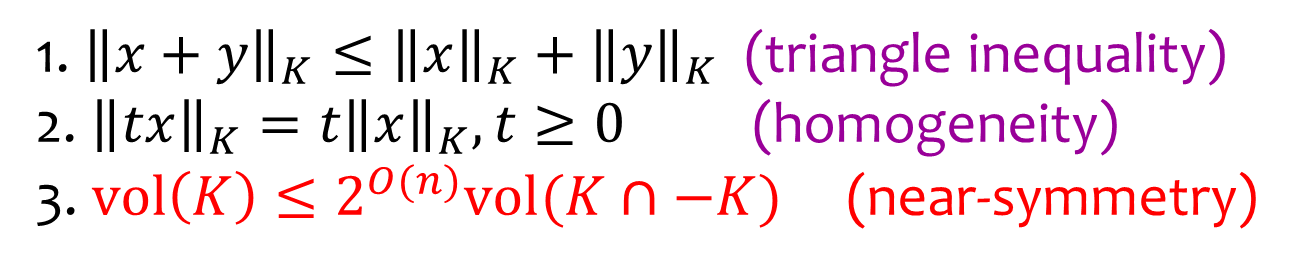 1. ‖x + y‖_K ≤ ‖x‖_K + ‖y‖_K (triangle inequality)
2. ‖tx‖_K = t‖x‖_K, t ≥ 0 (homogeneity)
3. vol(K) ≤ 2^{O(n)}vol(K ∩ −K) (near-symmetry)